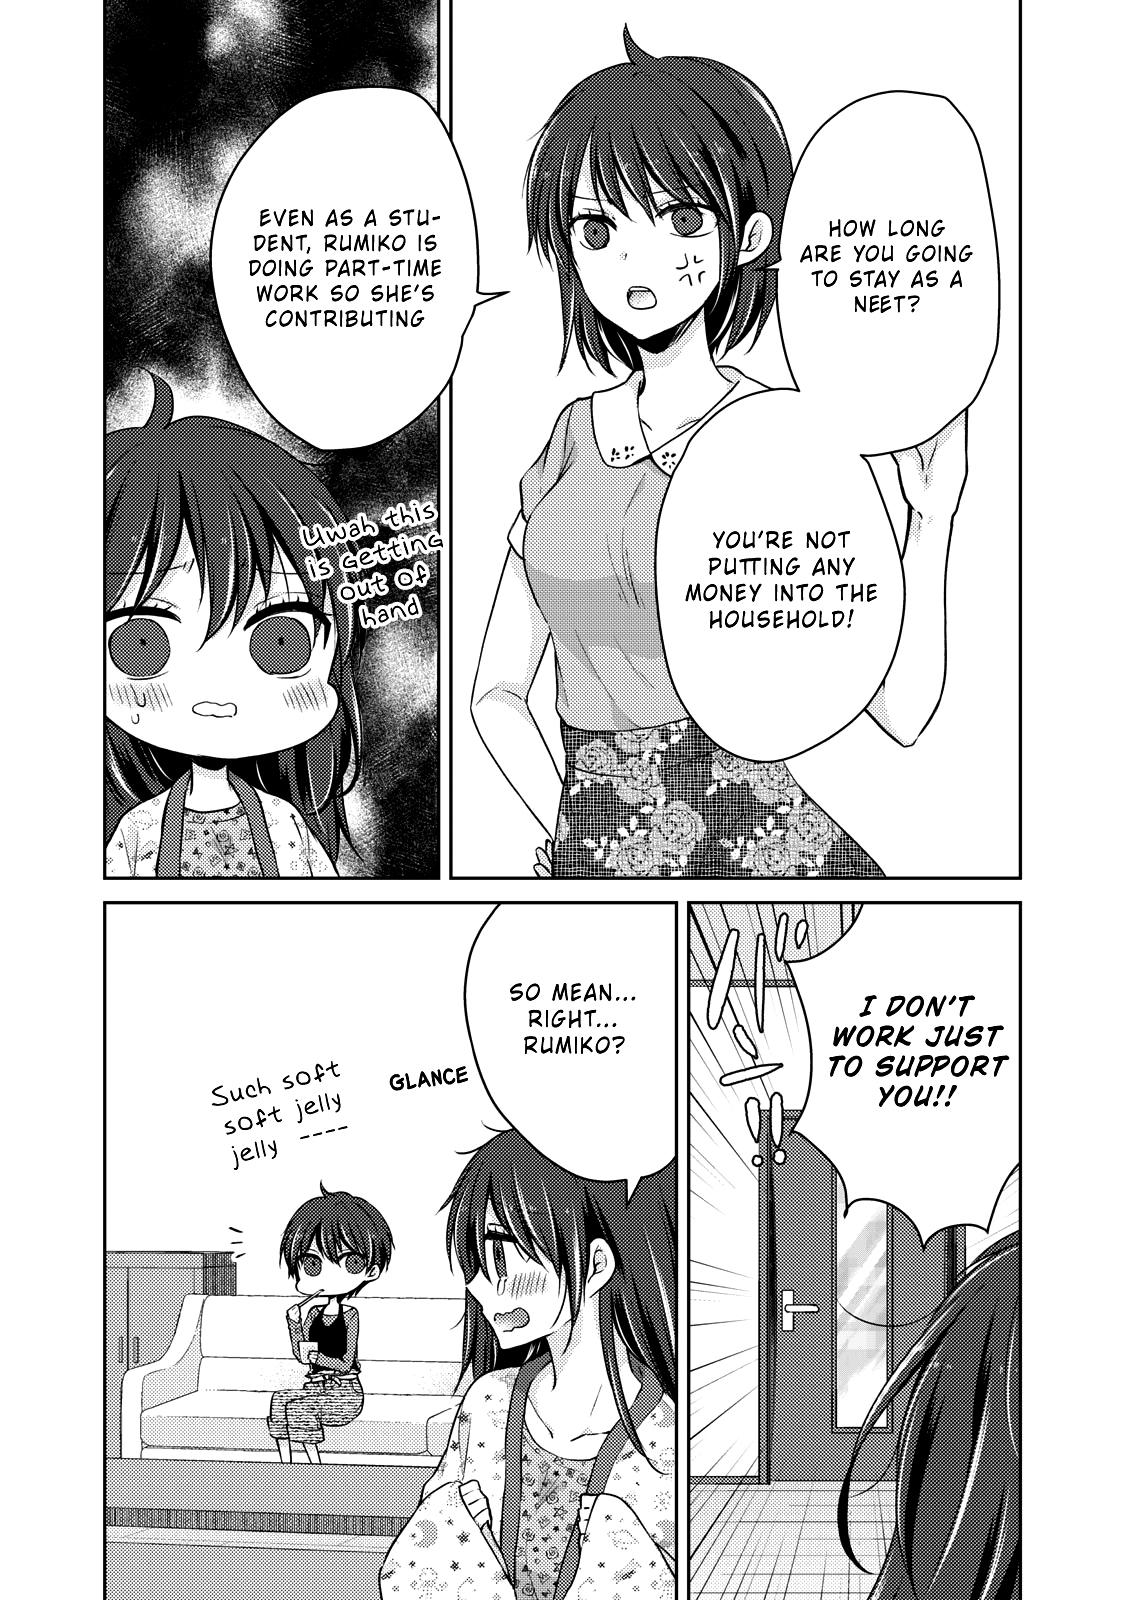 HOW LONG
ARE YOU GOING
TO STAY AS A
NEET?
YOU'RE NOT
PUTTING ANY
MONEY INTO THE
HOUSEHOLD!
EVEN AS A STU-
DENT, RUMIKO IS
DOING PART-TIME
WORK SO SHE'S
CONTRIBUTING
Uwah this
is getting
out of
hand
I DON'T
WORK JUST
TO SUPPORT
YOU!!
SO MEAN...
RIGHT...
RUMIKO?
GLANCE
Such soft
soft jelly
jelly ----